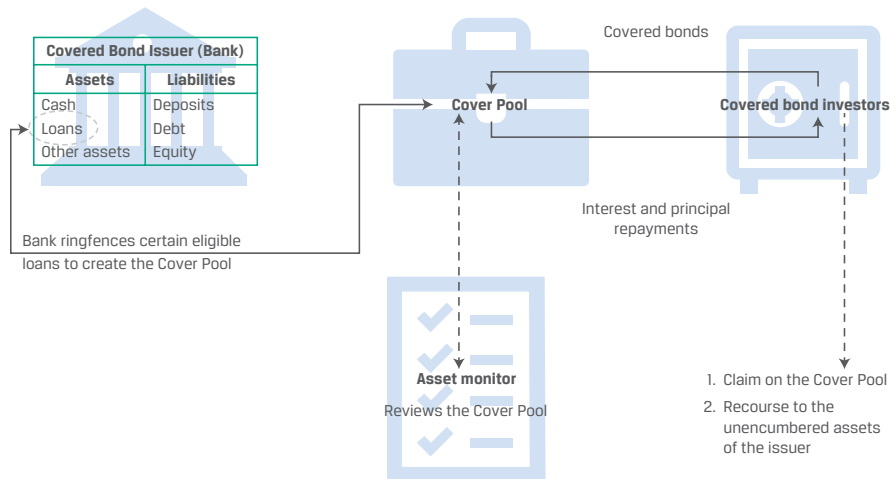 Covered Bond Issuer (Bank)
Assets
Liabilities
Cash
Deposits
Loans
Debt
Other assets
Equity
Bank ringfences certain eligible
loans to create the Cover Pool
Cover Pool
Covered bonds
Covered bond investors
Interest and principal
repayments
Asset monitor
Reviews the Cover Pool
1. Claim on the Cover Pool
2. Recourse to the
unencumbered assets
of the issuer